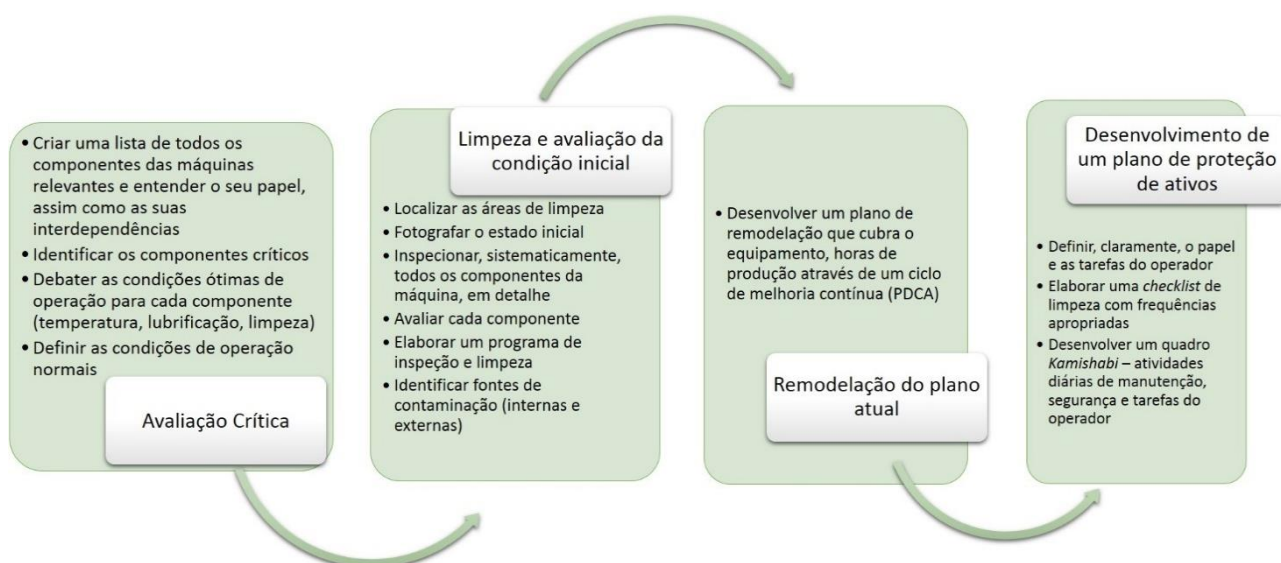 • Criar uma lista de todos os
componentes das máquinas
relevantes e entender o seu papel,
assim como as suas
interdependências
• Identificar os componentes críticos
• Debater as condições ótimas de
operação para cada componente
(temperatura, lubrificação, limpeza)
• Definir as condições de operação
normais
Avaliação Crítica
Limpeza e avaliação da
condição inicial
• Localizar as áreas de limpeza
• Fotografar o estado inicial
• Inspecionar, sistematicamente,
todos os componentes da
máquina, em detalhe
• Avaliar cada componente
• Elaborar um programa de
inspeção e limpeza
• Identificar fontes de
contaminação (internas e
externas)
• Desenvolver um plano de
remodelação que cubra o
equipamento, horas de
produção através de um ciclo
de melhoria contínua (PDCA)
Remodelação do plano
atual
Desenvolvimento de
um plano de proteção
de ativos
• Definir, claramente, o papel
e as tarefas do operador
• Elaborar uma checklist de
limpeza com frequências
apropriadas
• Desenvolver um quadro
Kamishabi – atividades
diárias de manutenção,
segurança e tarefas do
operador